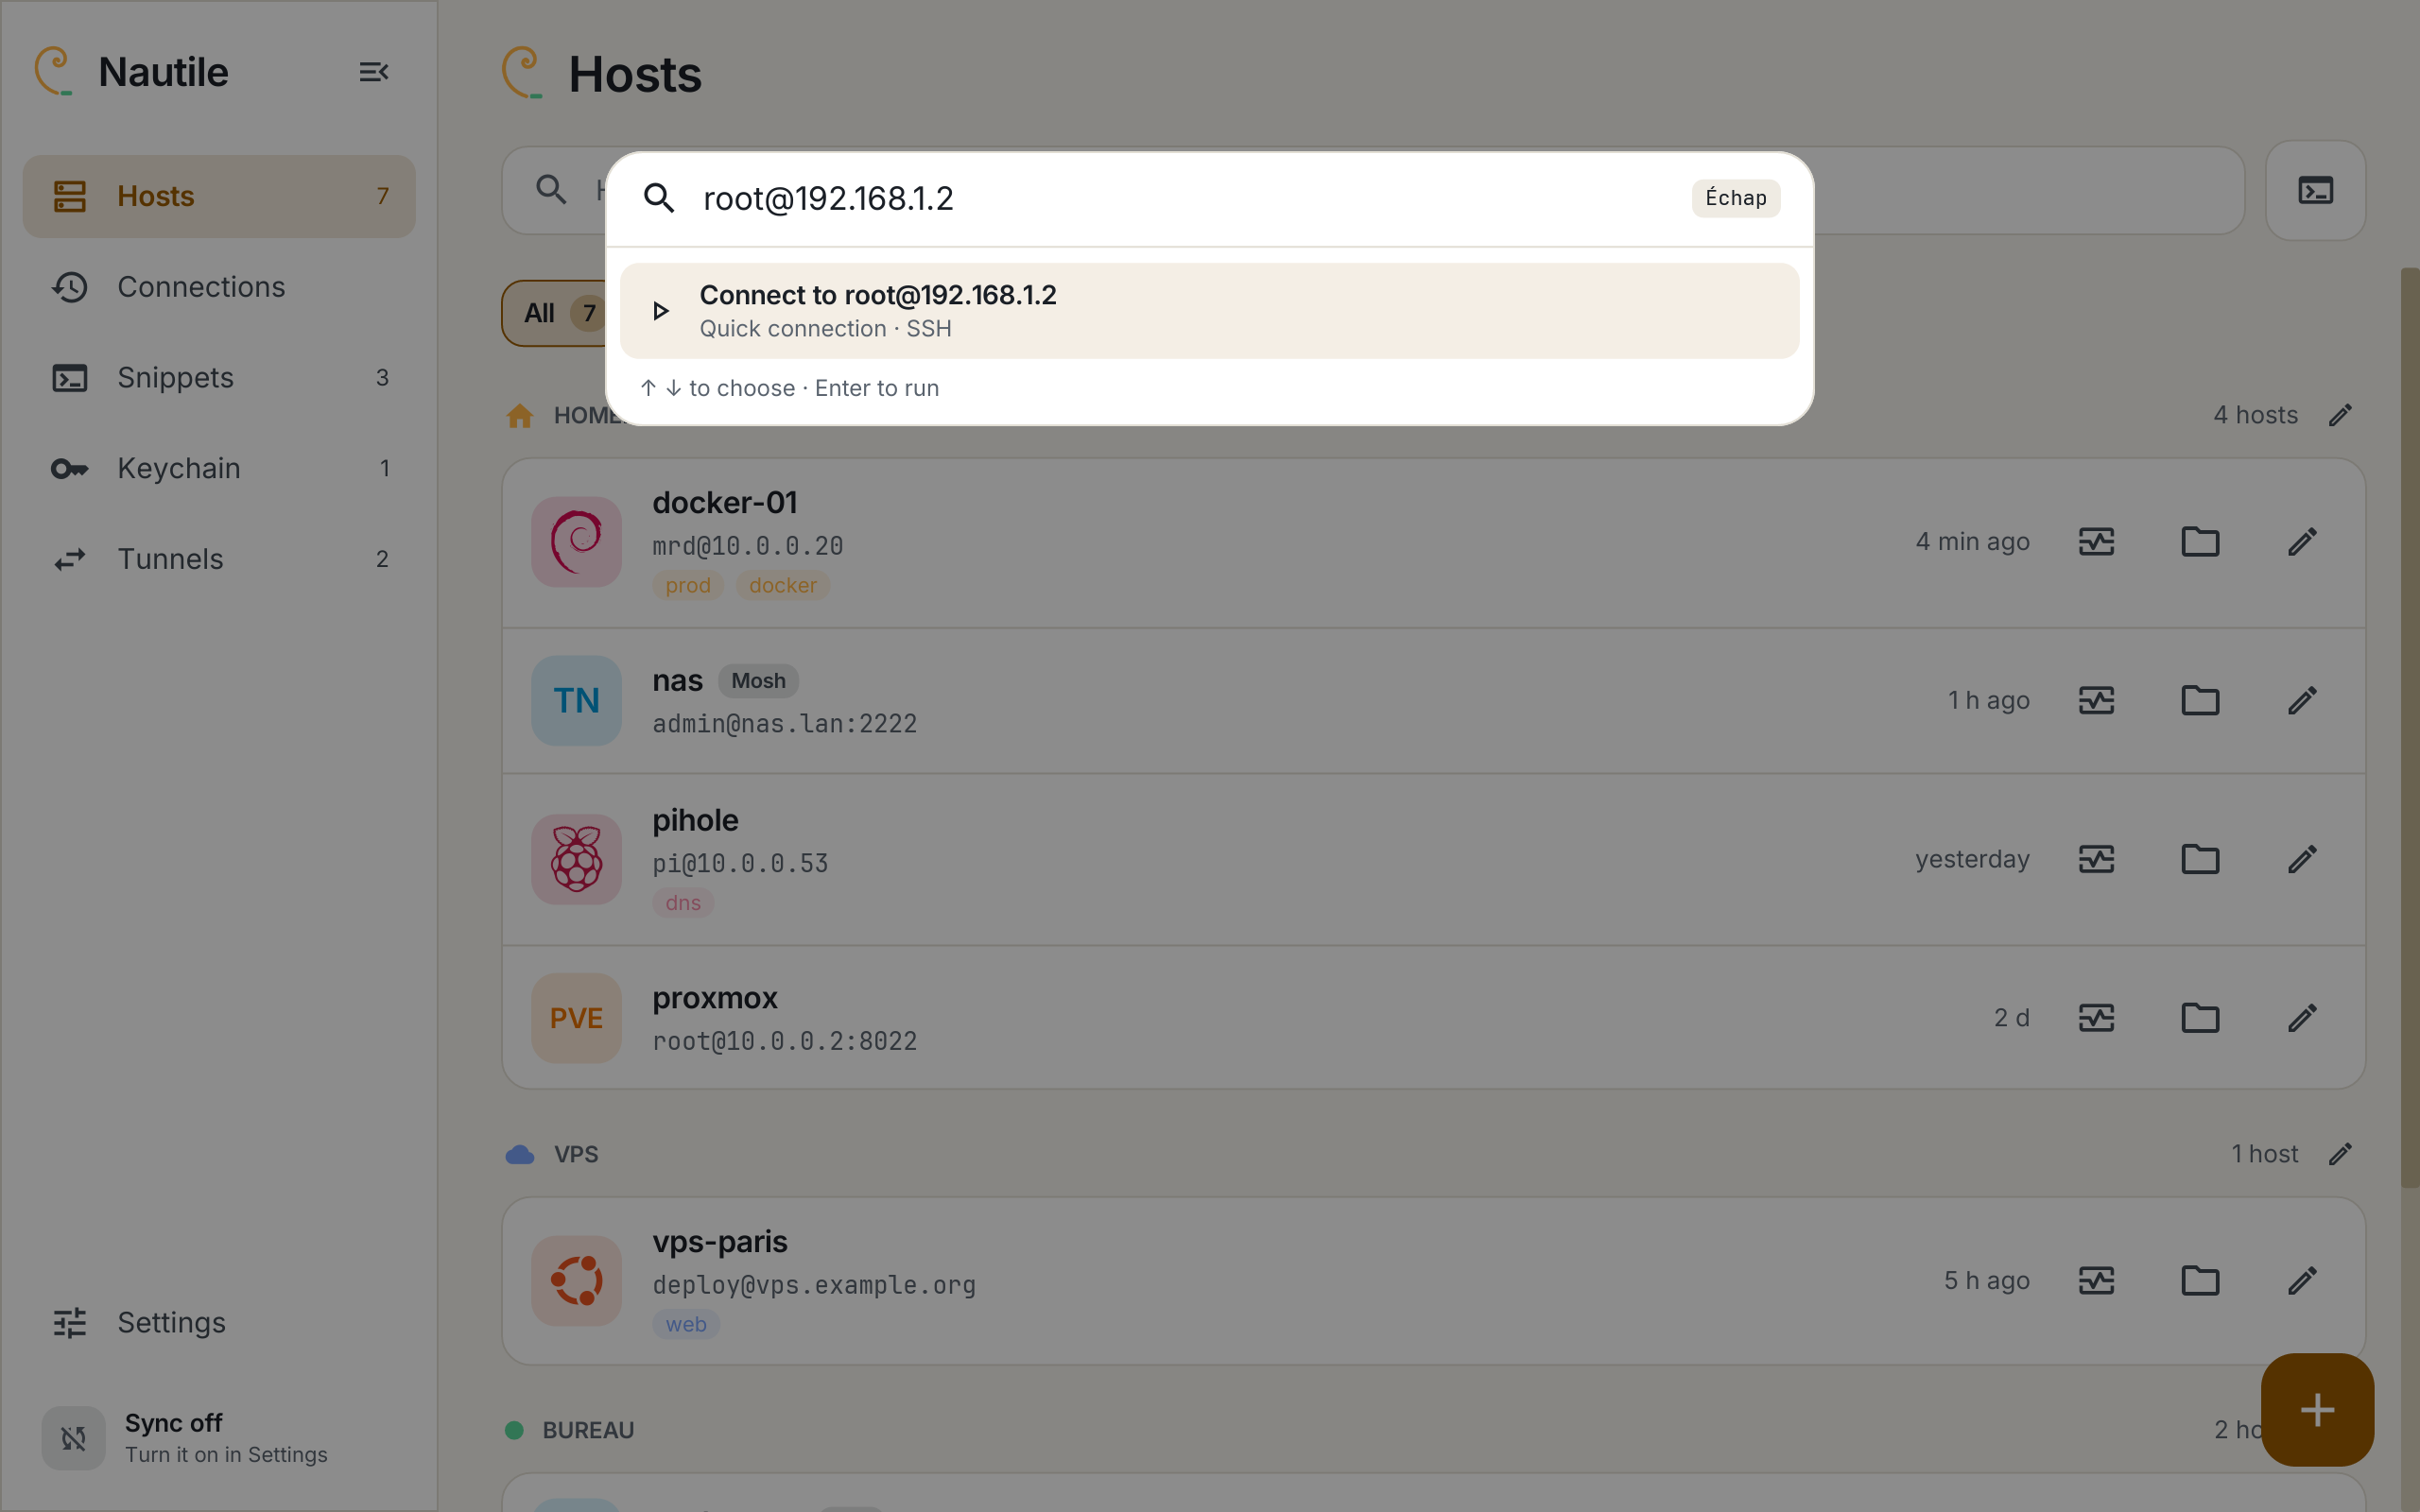 Nautile
Hosts 7
Connections
Snippets 3
Keychain 1
Tunnels 2
Settings
Sync off
Turn it on in Settings
Hosts
root@192.168.1.2 Échap
Connect to root@192.168.1.2
Quick connection · SSH
↑ ↓ to choose · Enter to run
All 7
4 hosts
docker-01
mrd@10.0.0.20
prod docker
4 min ago
TN
nas Mosh
admin@nas.lan:2222
1 h ago
pihole
pi@10.0.0.53
dns
yesterday
PVE
proxmox
root@10.0.0.2:8022
2 d
VPS 1 host
vps-paris
deploy@vps.example.org
web
5 h ago
BUREAU 2